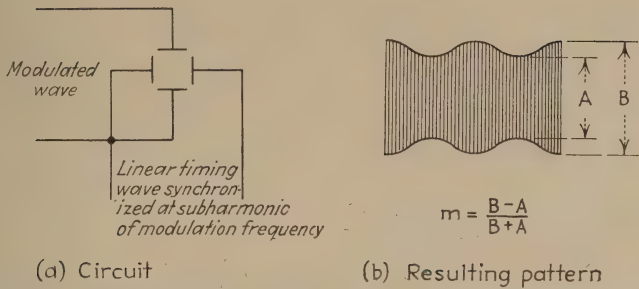 Modulated
wave
Linear timing
wave synchron-
ized at subharmonic
of modulation frequency
(a) Circuit
A
B
m = (B-A)/(B+A)
(b) Resulting pattern